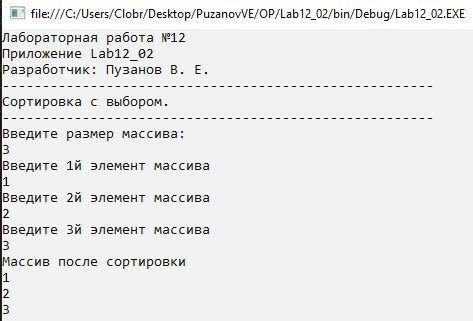 file:///C:/Users/Clobr/Desktop/PuzanovVE/OP/Lab12_02/bin/Debug/Lab12_02.EXE
Лабораторная работа №12
Приложение Lab12_02
Разработчик: Пузанов В. Е.
------------------------------------------------------
Сортировка с выбором.
------------------------------------------------------
Введите размер массива:
3
Введите 1й элемент массива
1
Введите 2й элемент массива
2
Введите 3й элемент массива
3
Массив после сортировки
1
2
3